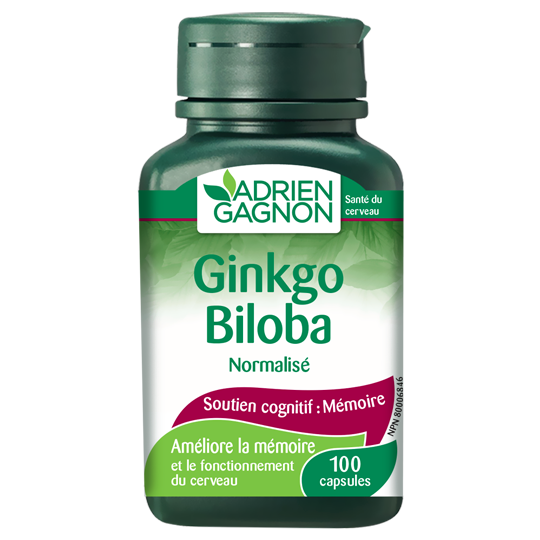 ADRIEN
GAGNON
Santé du
cerveau
Ginkgo
Biloba
Normalisé
Soutien cognitif : Mémoire
NPN 80006846
Améliore la mémoire
et le fonctionnement
du cerveau
100
capsules